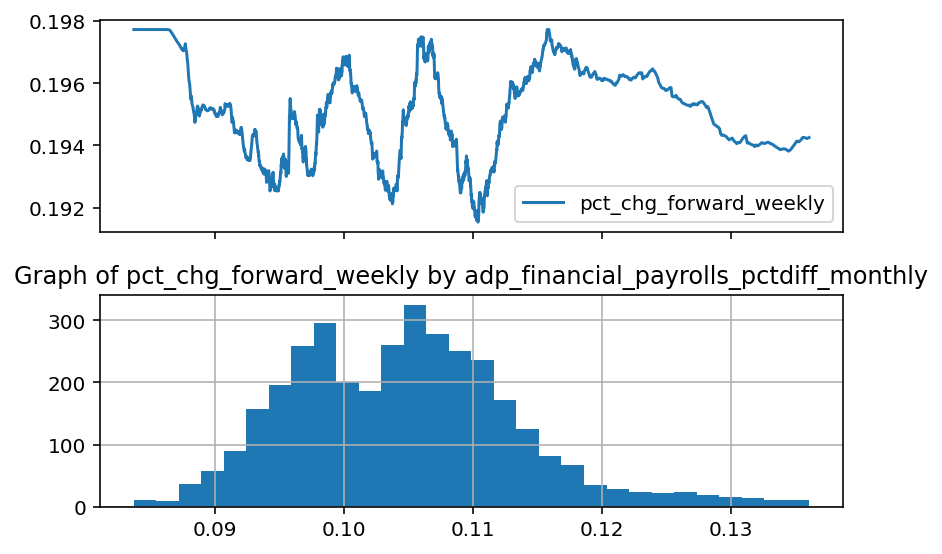 0.198
0.196
0.194
0.192
pct_chg_forward_weekly
Graph of pct_chg_forward_weekly by adp_financial_payrolls_pctdiff_monthly
300
200
100
0
0.09 0.10 0.11 0.12 0.13